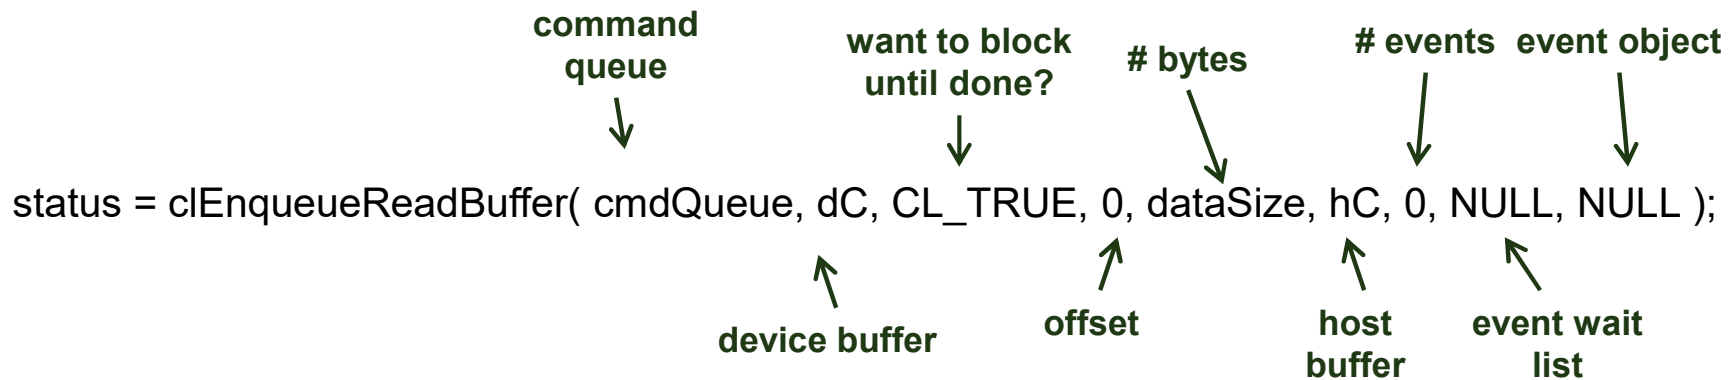 command
queue
want to block
until done?
# bytes
# events
event object
status = clEnqueueReadBuffer( cmdQueue, dC, CL_TRUE, 0, dataSize, hC, 0, NULL, NULL );
device buffer
offset
host
buffer
event wait
list